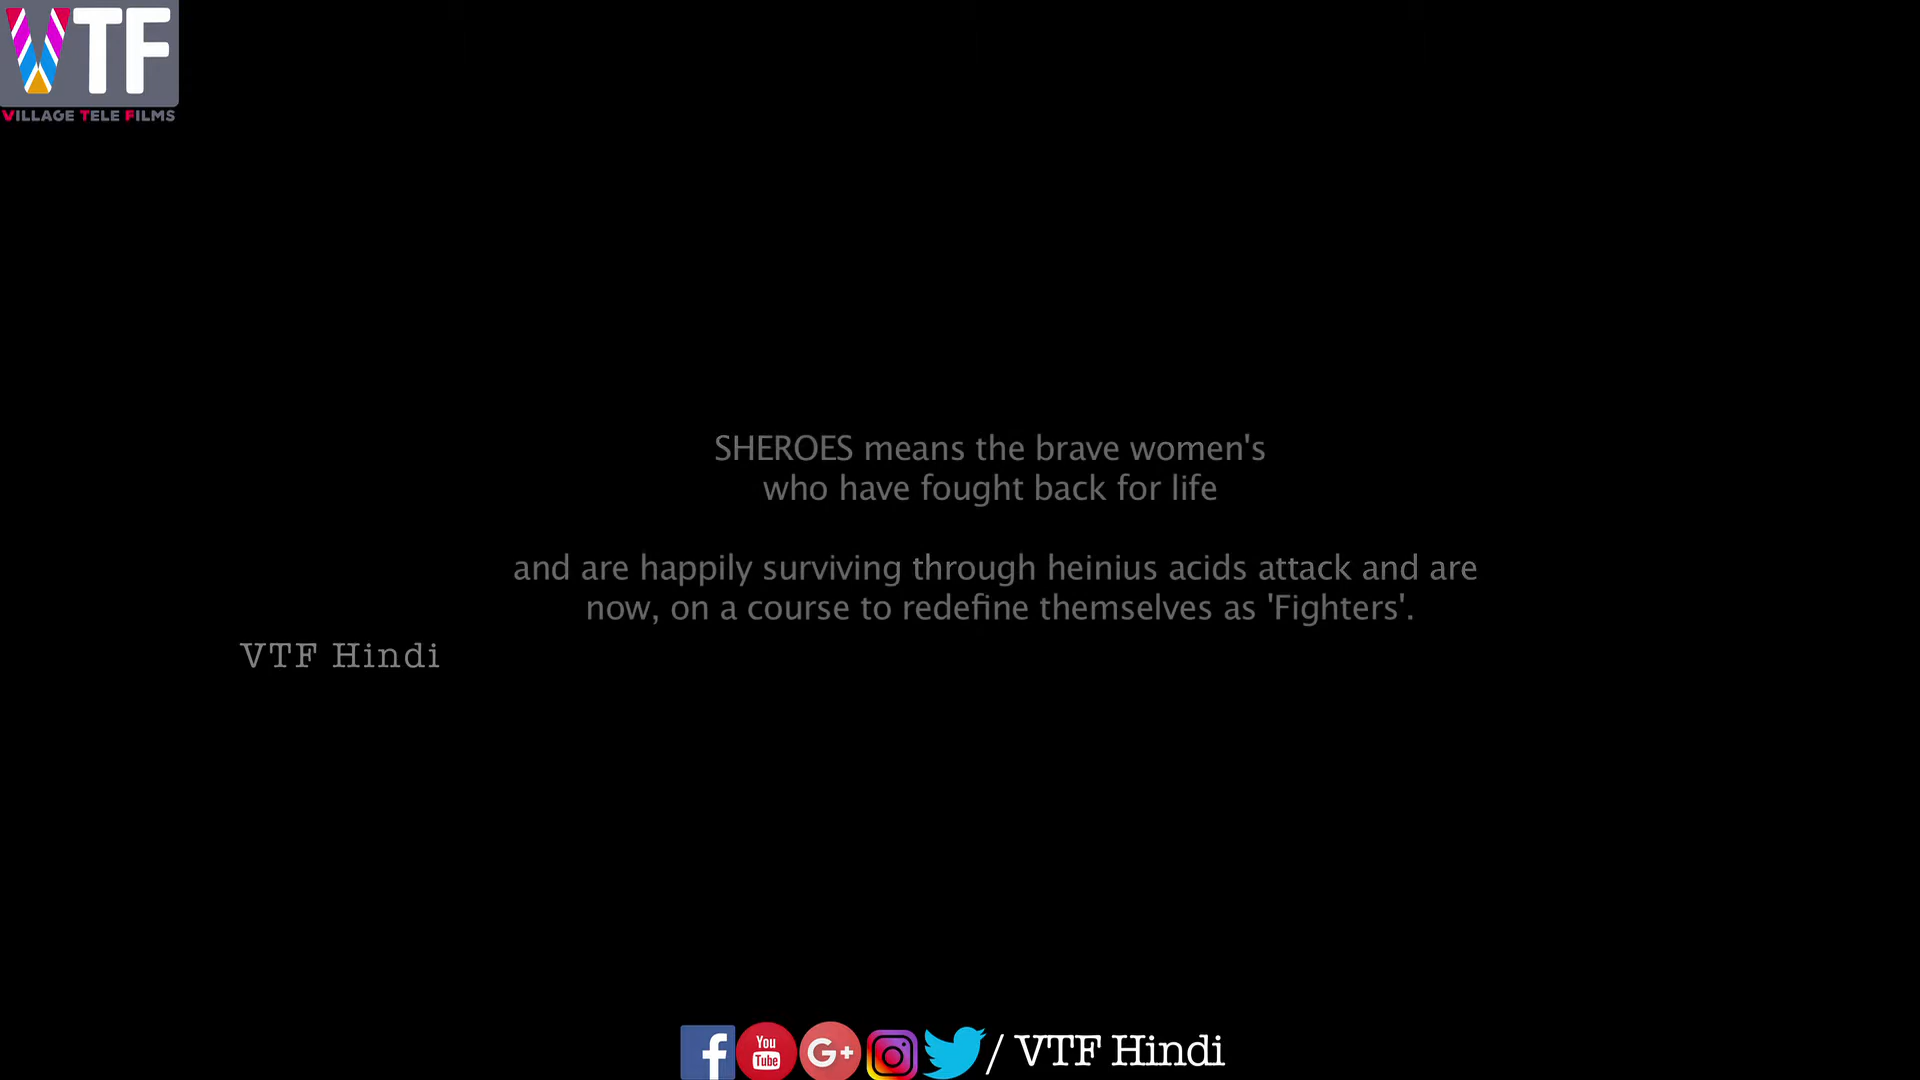 VTF
VILLAGE TELE FILMS
SHEROES means the brave women's
who have fought back for life
and are happily surviving through heinius acids attack and are
now, on a course to redefine themselves as 'Fighters'.
VTF Hindi
f You Tube G+ / VTF Hindi